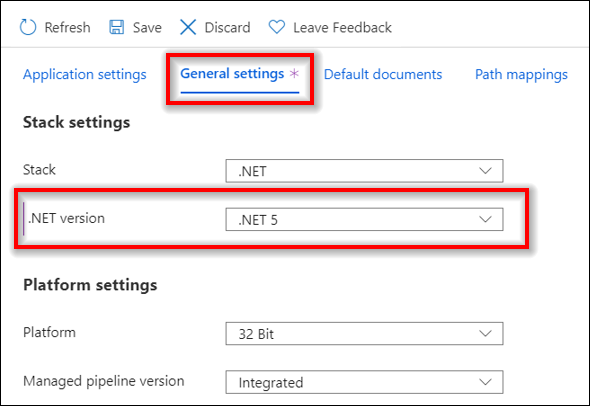 Refresh Save Discard Leave Feedback
Application settings General settings * Default documents Path mappings
Stack settings
Stack .NET
.NET version .NET 5
Platform settings
Platform 32 Bit
Managed pipeline version Integrated